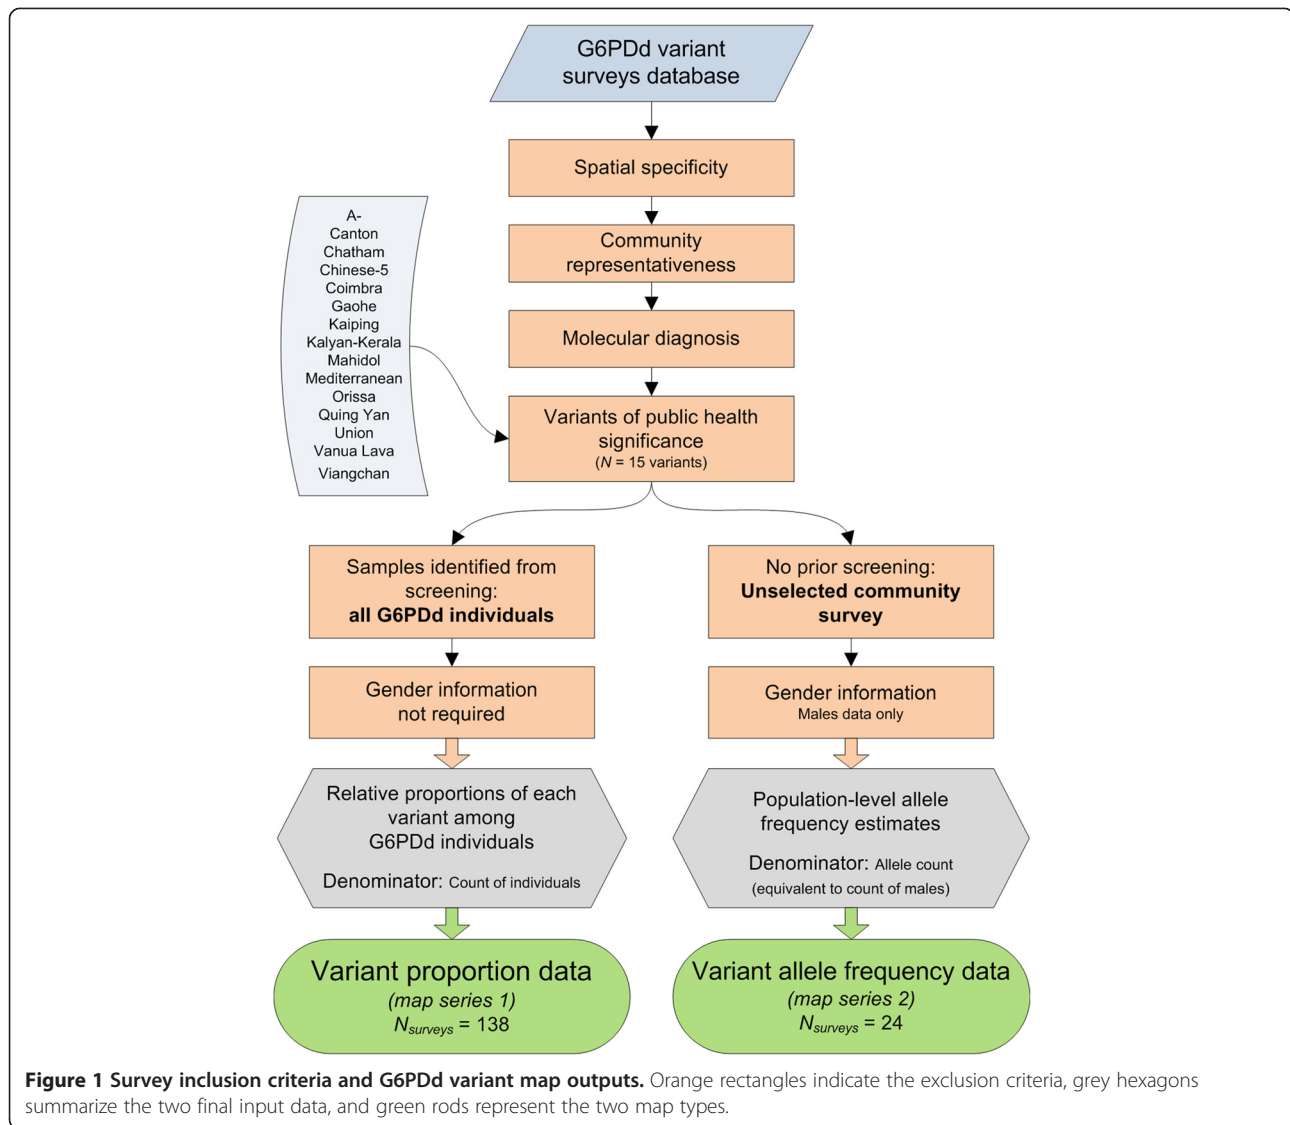 G6PDd variant
surveys database
Spatial specificity
Community
representativeness
Molecular diagnosis
A-
Canton
Chatham
Chinese-5
Coimbra
Gaohe
Kaiping
Kalyan-Kerala
Mahidol
Mediterranean
Orissa
Quing Yan
Union
Vanua Lava
Viangchan
Variants of public health
significance
(N = 15 variants)
Samples identified from
screening:
all G6PDd individuals
No prior screening:
Unselected community
survey
Gender information
not required
Gender information
Males data only
Relative proportions of each
variant among
G6PDd individuals
Denominator: Count of individuals
Population-level allele
frequency estimates
Denominator: Allele count
(equivalent to count of males)
Variant proportion data
(map series 1)
Nsurveys = 138
Variant allele frequency data
(map series 2)
Nsurveys = 24
Figure 1 Survey inclusion criteria and G6PDd variant map outputs. Orange rectangles indicate the exclusion criteria, grey hexagons
summarize the two final input data, and green rods represent the two map types.